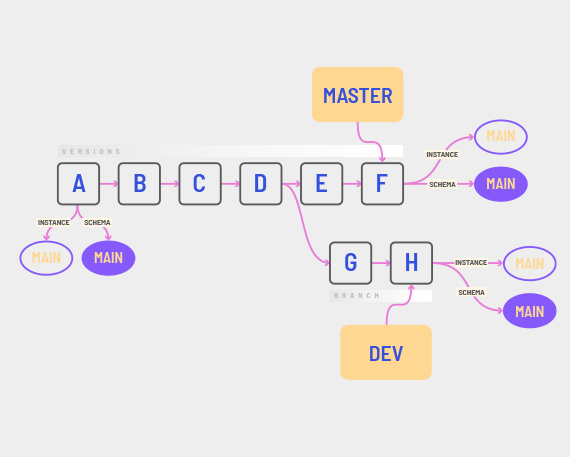 MASTER
VERSIONS
A B C D E F
INSTANCE
MAIN
SCHEMA
MAIN
INSTANCE
SCHEMA
MAIN
MAIN
G H
INSTANCE
MAIN
SCHEMA
MAIN
BRANCH
DEV